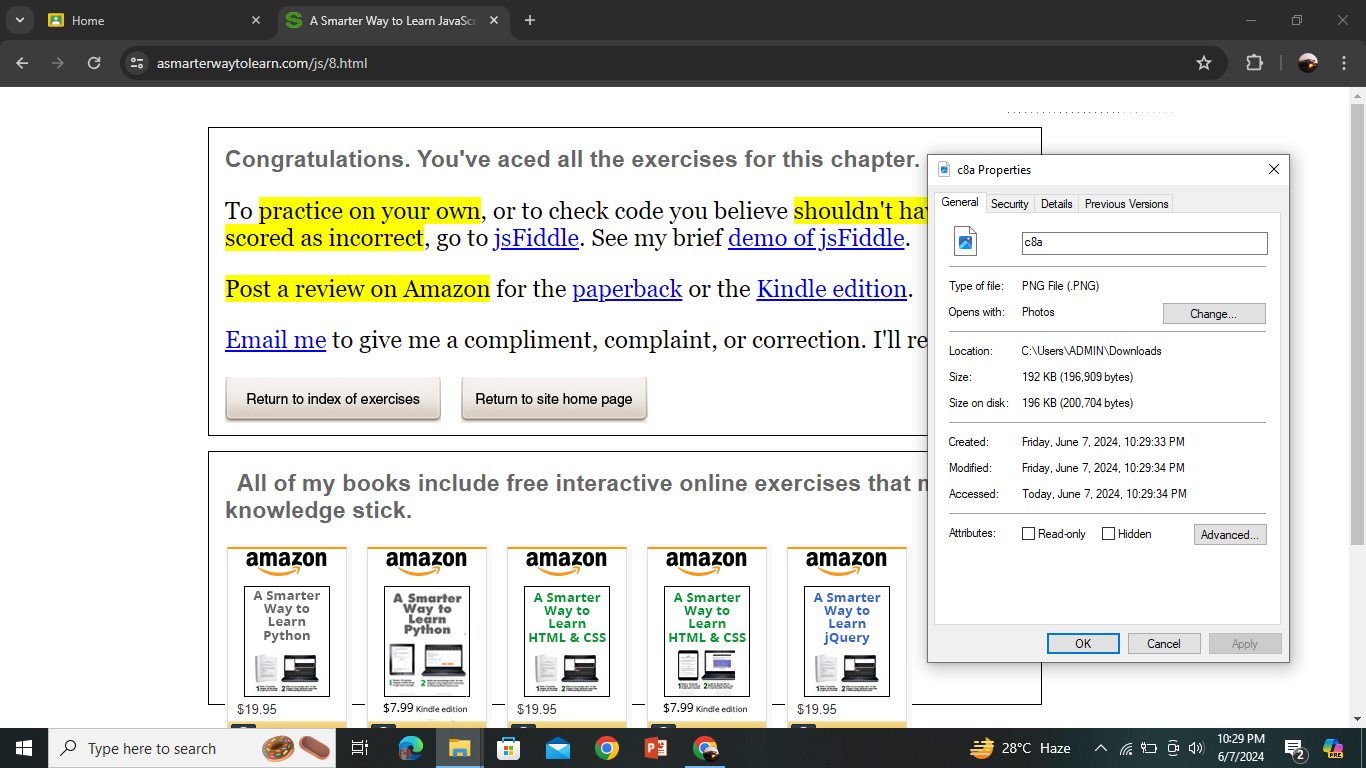 Home
A Smarter Way to Learn JavaScr
asmarterwaytolearn.com/js/8.html
Congratulations. You've aced all the exercises for this chapter.
To practice on your own, or to check code you believe shouldn't hav
scored as incorrect, go to jsFiddle. See my brief demo of jsFiddle.
Post a review on Amazon for the paperback or the Kindle edition.
Email me to give me a compliment, complaint, or correction. I'll re
Return to index of exercises
Return to site home page
All of my books include free interactive online exercises that m
knowledge stick.
amazon
A Smarter
Way to
Learn
Python
$19.95
amazon
A Smarter
Way to
Learn
Python
$7.99 Kindle edition
amazon
A Smarter
Way to
Learn
HTML & CSS
$19.95
amazon
A Smarter
Way to
Learn
HTML & CSS
$7.99 Kindle edition
amazon
A Smarter
Way to
Learn
jQuery
$19.95
c8a Properties
General Security Details Previous Versions
c8a
Type of file: PNG File (.PNG)
Opens with: Photos Change...
Location: C:\Users\ADMIN\Downloads
Size: 192 KB (196,909 bytes)
Size on disk: 196 KB (200,704 bytes)
Created: Friday, June 7, 2024, 10:29:33 PM
Modified: Friday, June 7, 2024, 10:29:34 PM
Accessed: Today, June 7, 2024, 10:29:34 PM
Attributes: Read-only Hidden Advanced...
OK Cancel Apply
Type here to search
28°C Haze
10:29 PM
6/7/2024
2
PRE